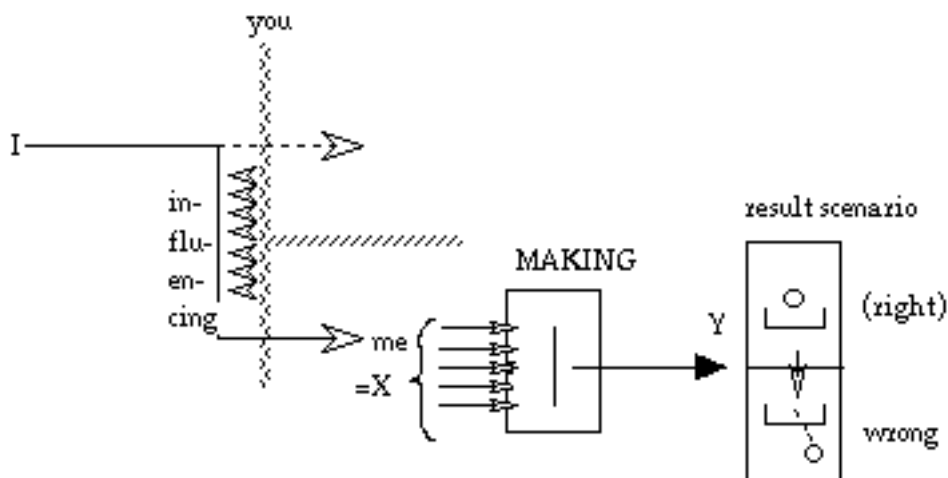 you
I
in-
flu-
en-
cing
me
=X
MAKING
Y
result scenario
(right)
wrong